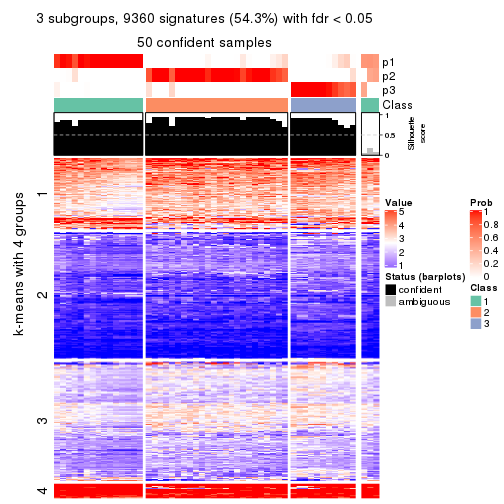 3 subgroups, 9360 signatures (54.3%) with fdr < 0.05
50 confident samples
p1
p2
p3
Class
1
0.5
0
Silhouette
score
k-means with 4 groups
1
2
3
4
Value
5
4
3
2
1
Status (barplots)
confident
ambiguous
Prob
1
0.8
0.6
0.4
0.2
0
Class
1
2
3